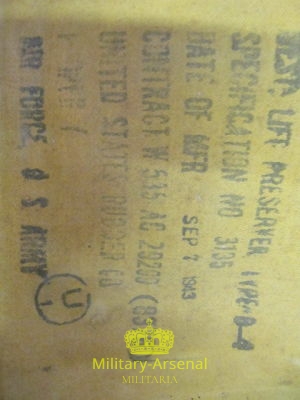 VEST, LIFE PRESERVER TYPE B-4
SPECIFICATION NO 3135
DATE OF MFR SEP 7 1943
CONTRACT W 535 AC 29200
UNITED STATES RUBBER CO
AIR FORCE U S ARMY
U
Military-Arsenal
MILITARIA